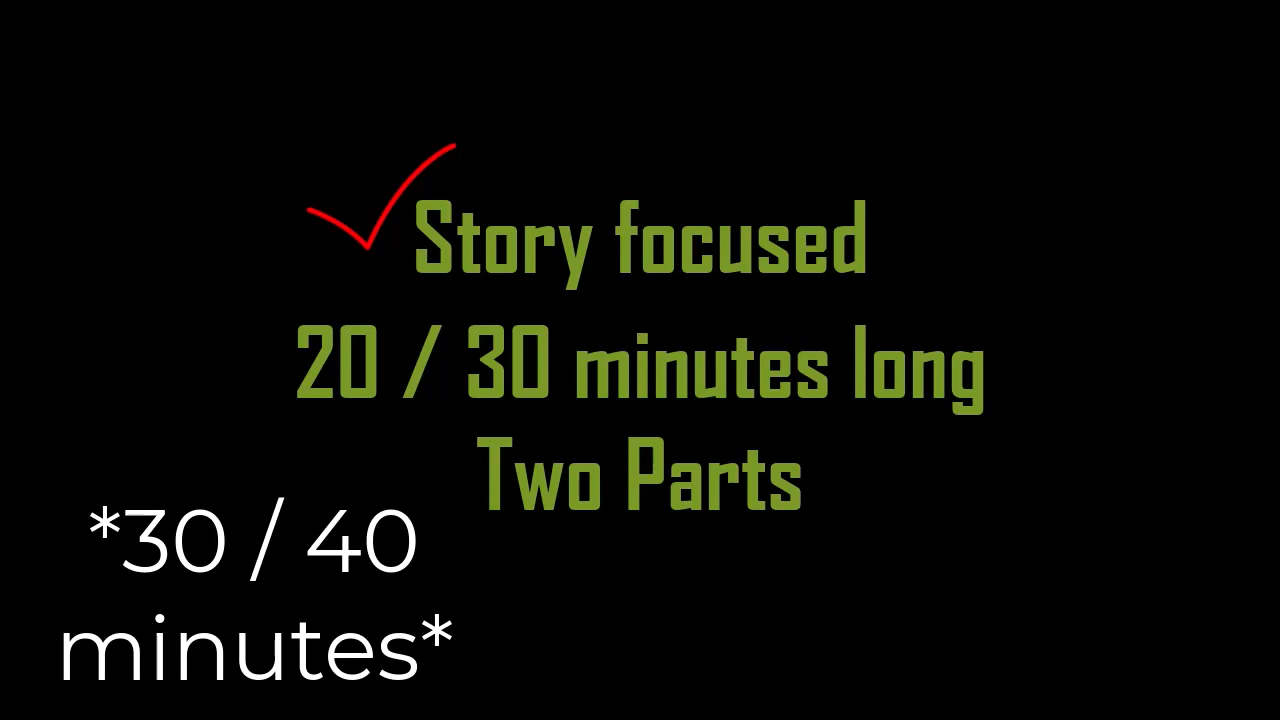 Story focused
20 / 30 minutes long
Two Parts
*30 / 40
minutes*